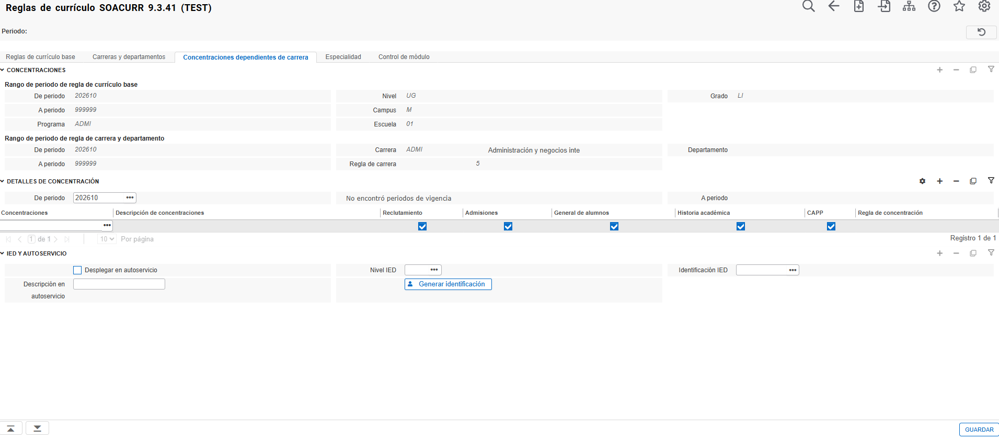 Reglas de currículo SOACURR 9.3.41 (TEST)
Periodo:
Reglas de currículo base Carreras y departamentos Concentraciones dependientes de carrera Especialidad Control de módulo
CONCENTRACIONES
Rango de periodo de regla de currículo base
De periodo 202610 Nivel UG Grado LI
A periodo 999999 Campus M
Programa ADMI Escuela 01
Rango de periodo de regla de carrera y departamento
De periodo 202610 Carrera ADMI Administración y negocios inte Departamento
A periodo 999999 Regla de carrera 5
DETALLES DE CONCENTRACIÓN
De periodo 202610 No encontró periodos de vigencia A periodo
Concentraciones Descripción de concentraciones Reclutamiento Admisiones General de alumnos Historia académica CAPP Regla de concentración
1 de 1 10 Por página Registro 1 de 1
IED Y AUTOSERVICIO
Desplegar en autoservicio Nivel IED Identificación IED
Descripción en autoservicio Generar identificación
GUARDAR